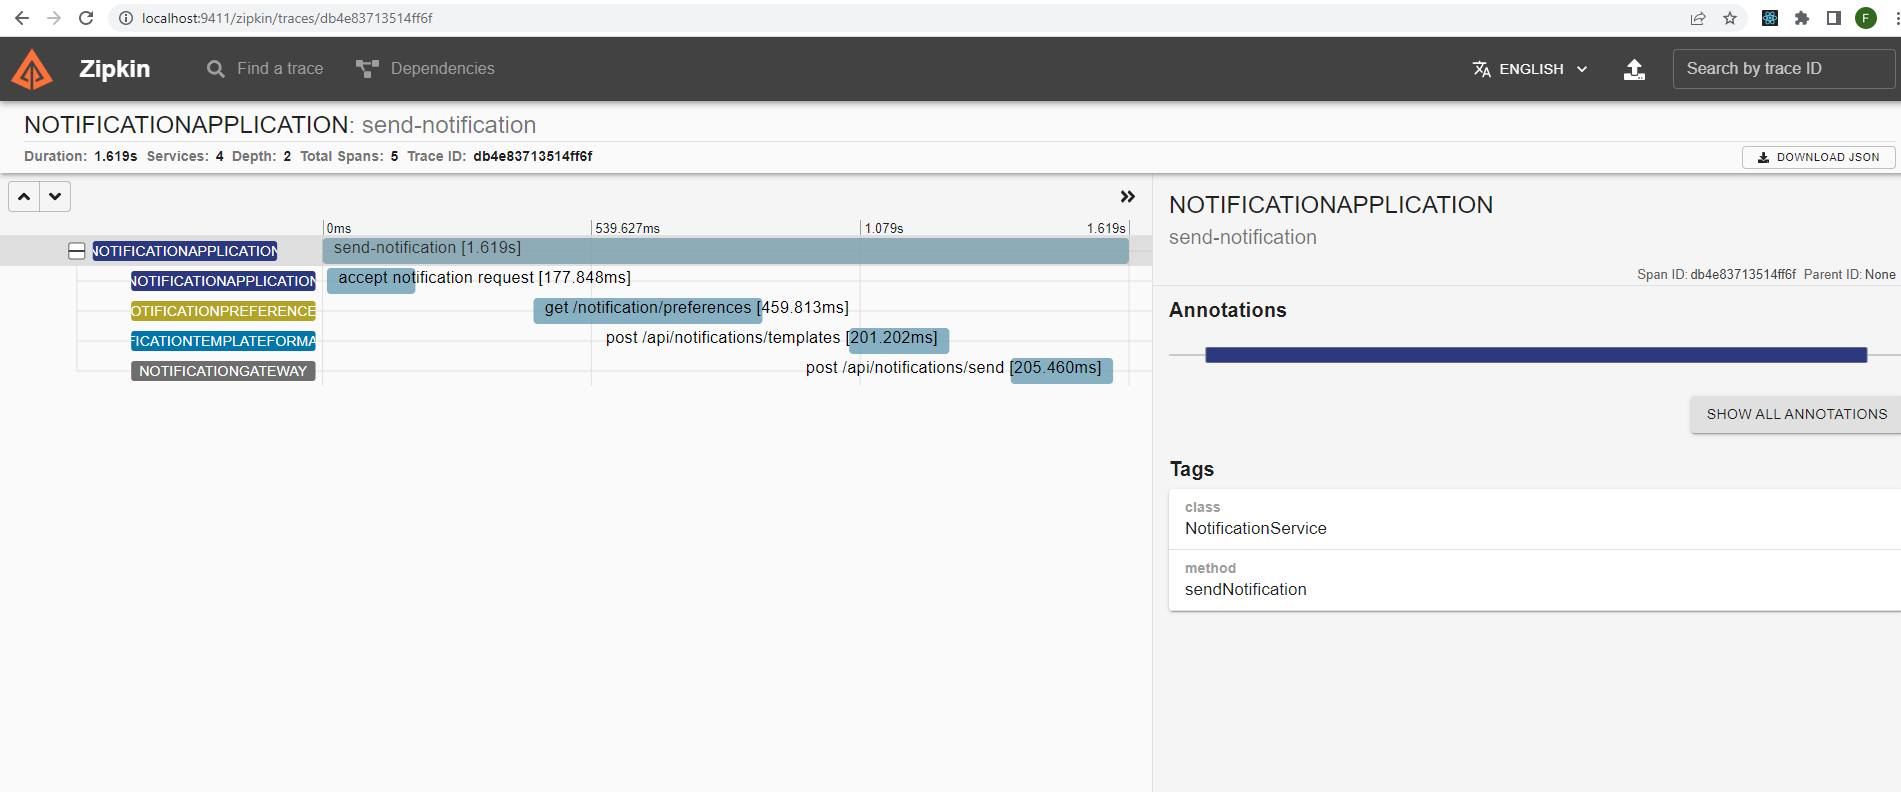 localhost:9411/zipkin/traces/db4e83713514ff6f
F
Zipkin Find a trace Dependencies ENGLISH Search by trace ID
NOTIFICATIONAPPLICATION: send-notification
Duration: 1.619s Services: 4 Depth: 2 Total Spans: 5 Trace ID: db4e83713514ff6f
DOWNLOAD JSON
0ms 539.627ms 1.079s 1.619s
NOTIFICATIONAPPLICATION send-notification [1.619s]
NOTIFICATIONAPPLICATION accept notification request [177.848ms]
OTIFICATIONPREFERENCE get /notification/preferences [459.813ms]
FICATIONTEMPLATEFORMA post /api/notifications/templates [201.202ms]
NOTIFICATIONGATEWAY post /api/notifications/send [205.460ms]
NOTIFICATIONAPPLICATION
send-notification
Span ID: db4e83713514ff6f Parent ID: None
Annotations
SHOW ALL ANNOTATIONS
Tags
class
NotificationService
method
sendNotification